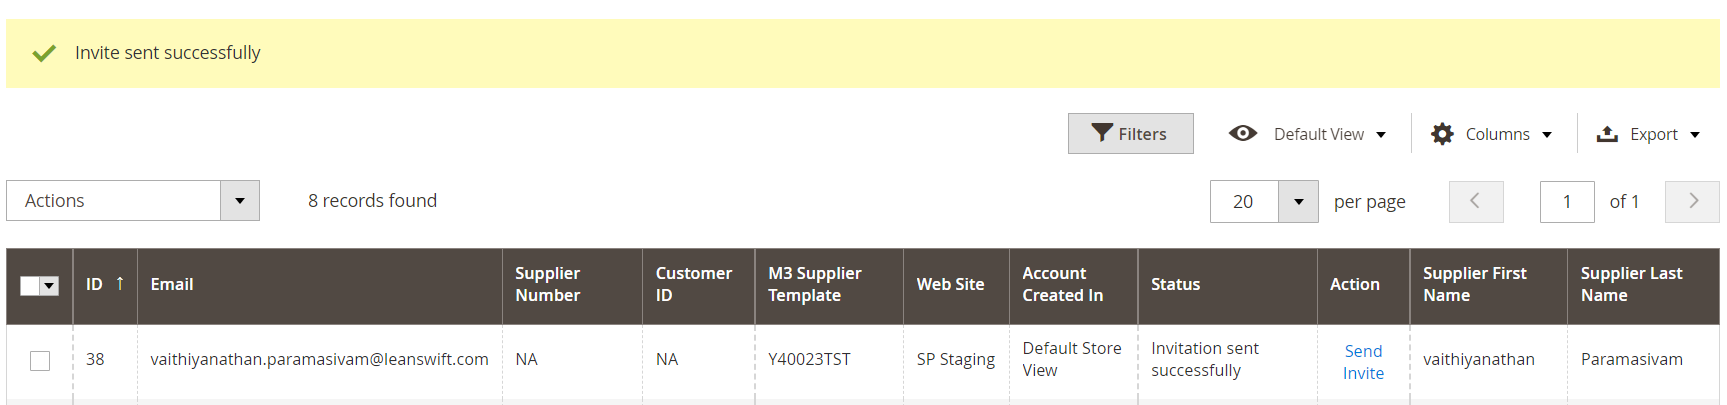 Invite sent successfully
Filters Default View Columns Export
Actions 8 records found 20 per page 1 of 1
ID ↑ Email Supplier Number Customer ID M3 Supplier Template Web Site Account Created In Status Action Supplier First Name Supplier Last Name
38 vaithiyanathan.paramasivam@leanswift.com NA NA Y40023TST SP Staging Default Store View Invitation sent successfully Send Invite vaithiyanathan Paramasivam